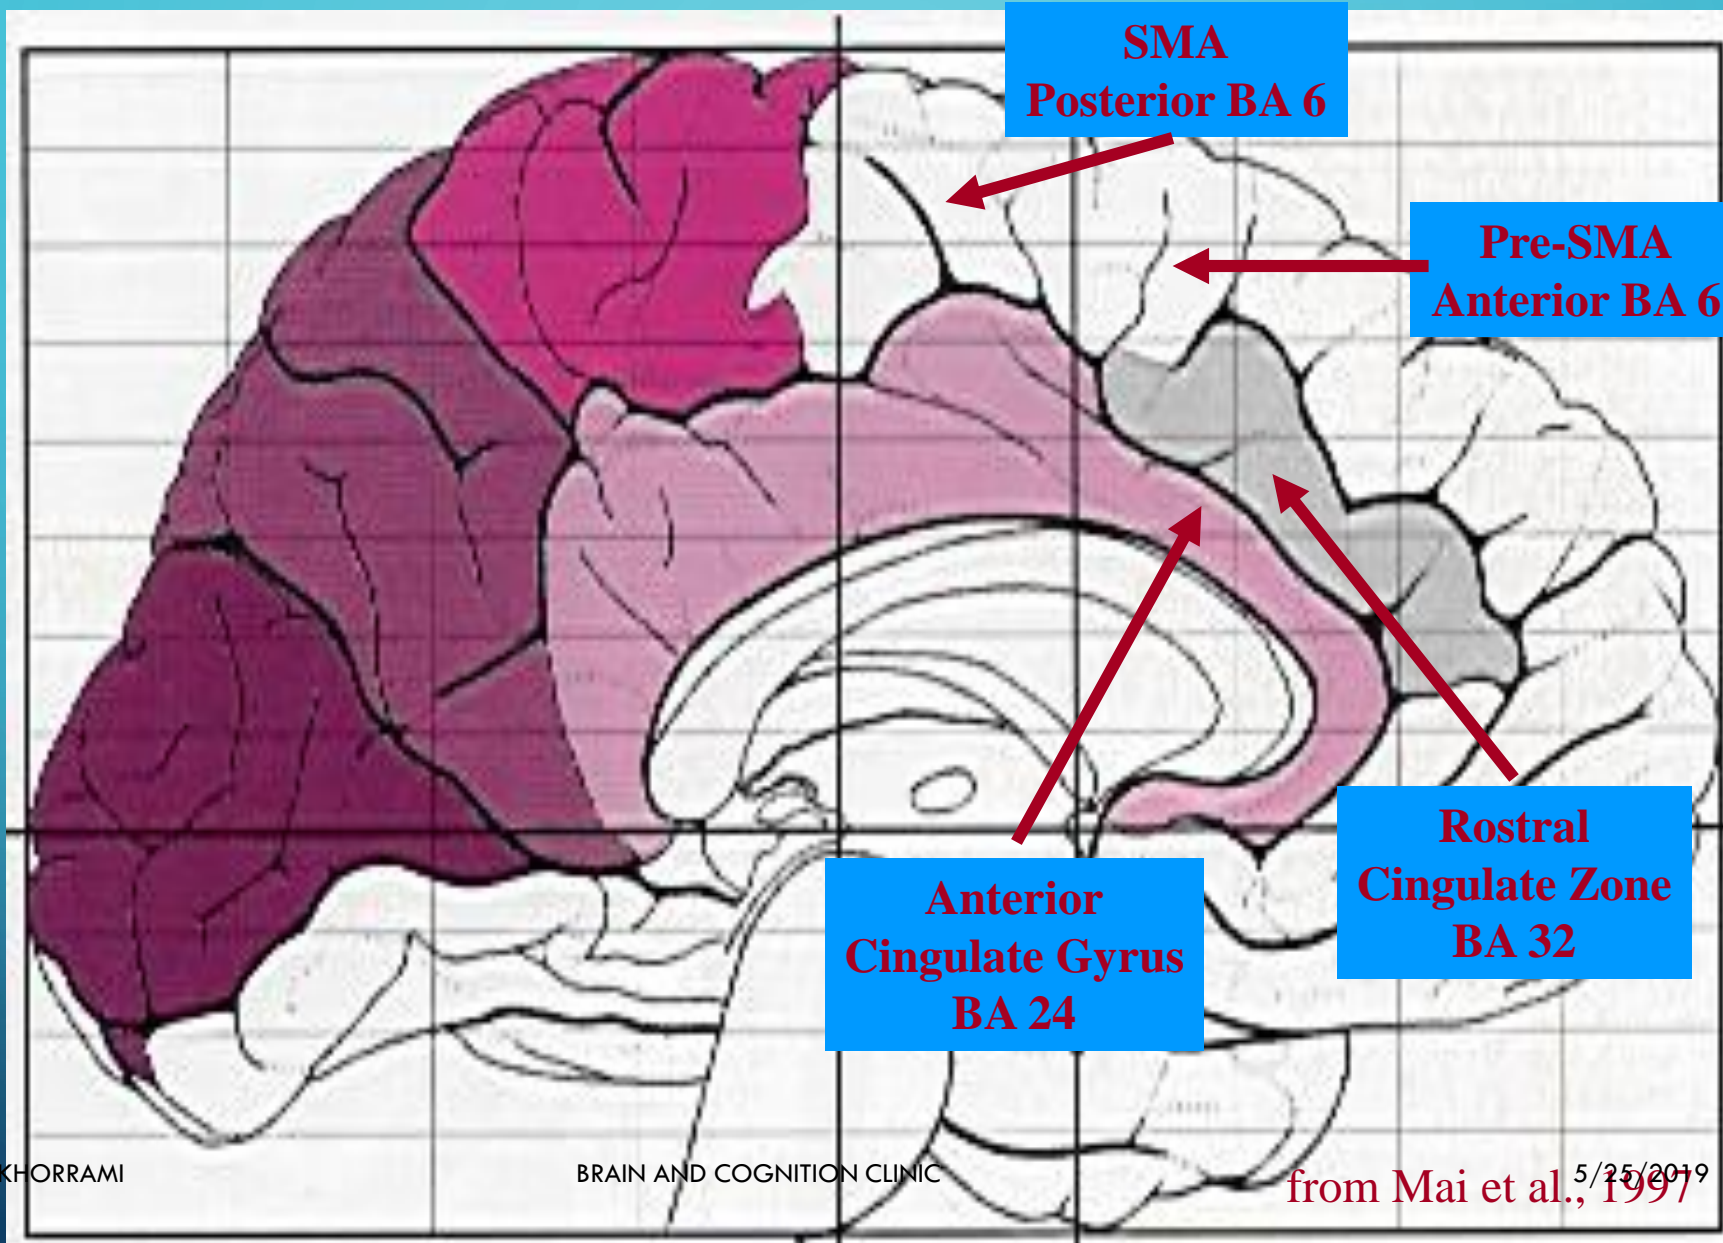 SMA
Posterior BA 6
Pre-SMA
Anterior BA 6
Anterior
Cingulate Gyrus
BA 24
Rostral
Cingulate Zone
BA 32
KHORRAMI
BRAIN AND COGNITION CLINIC
from Mai et al., 1997
5/25/2019